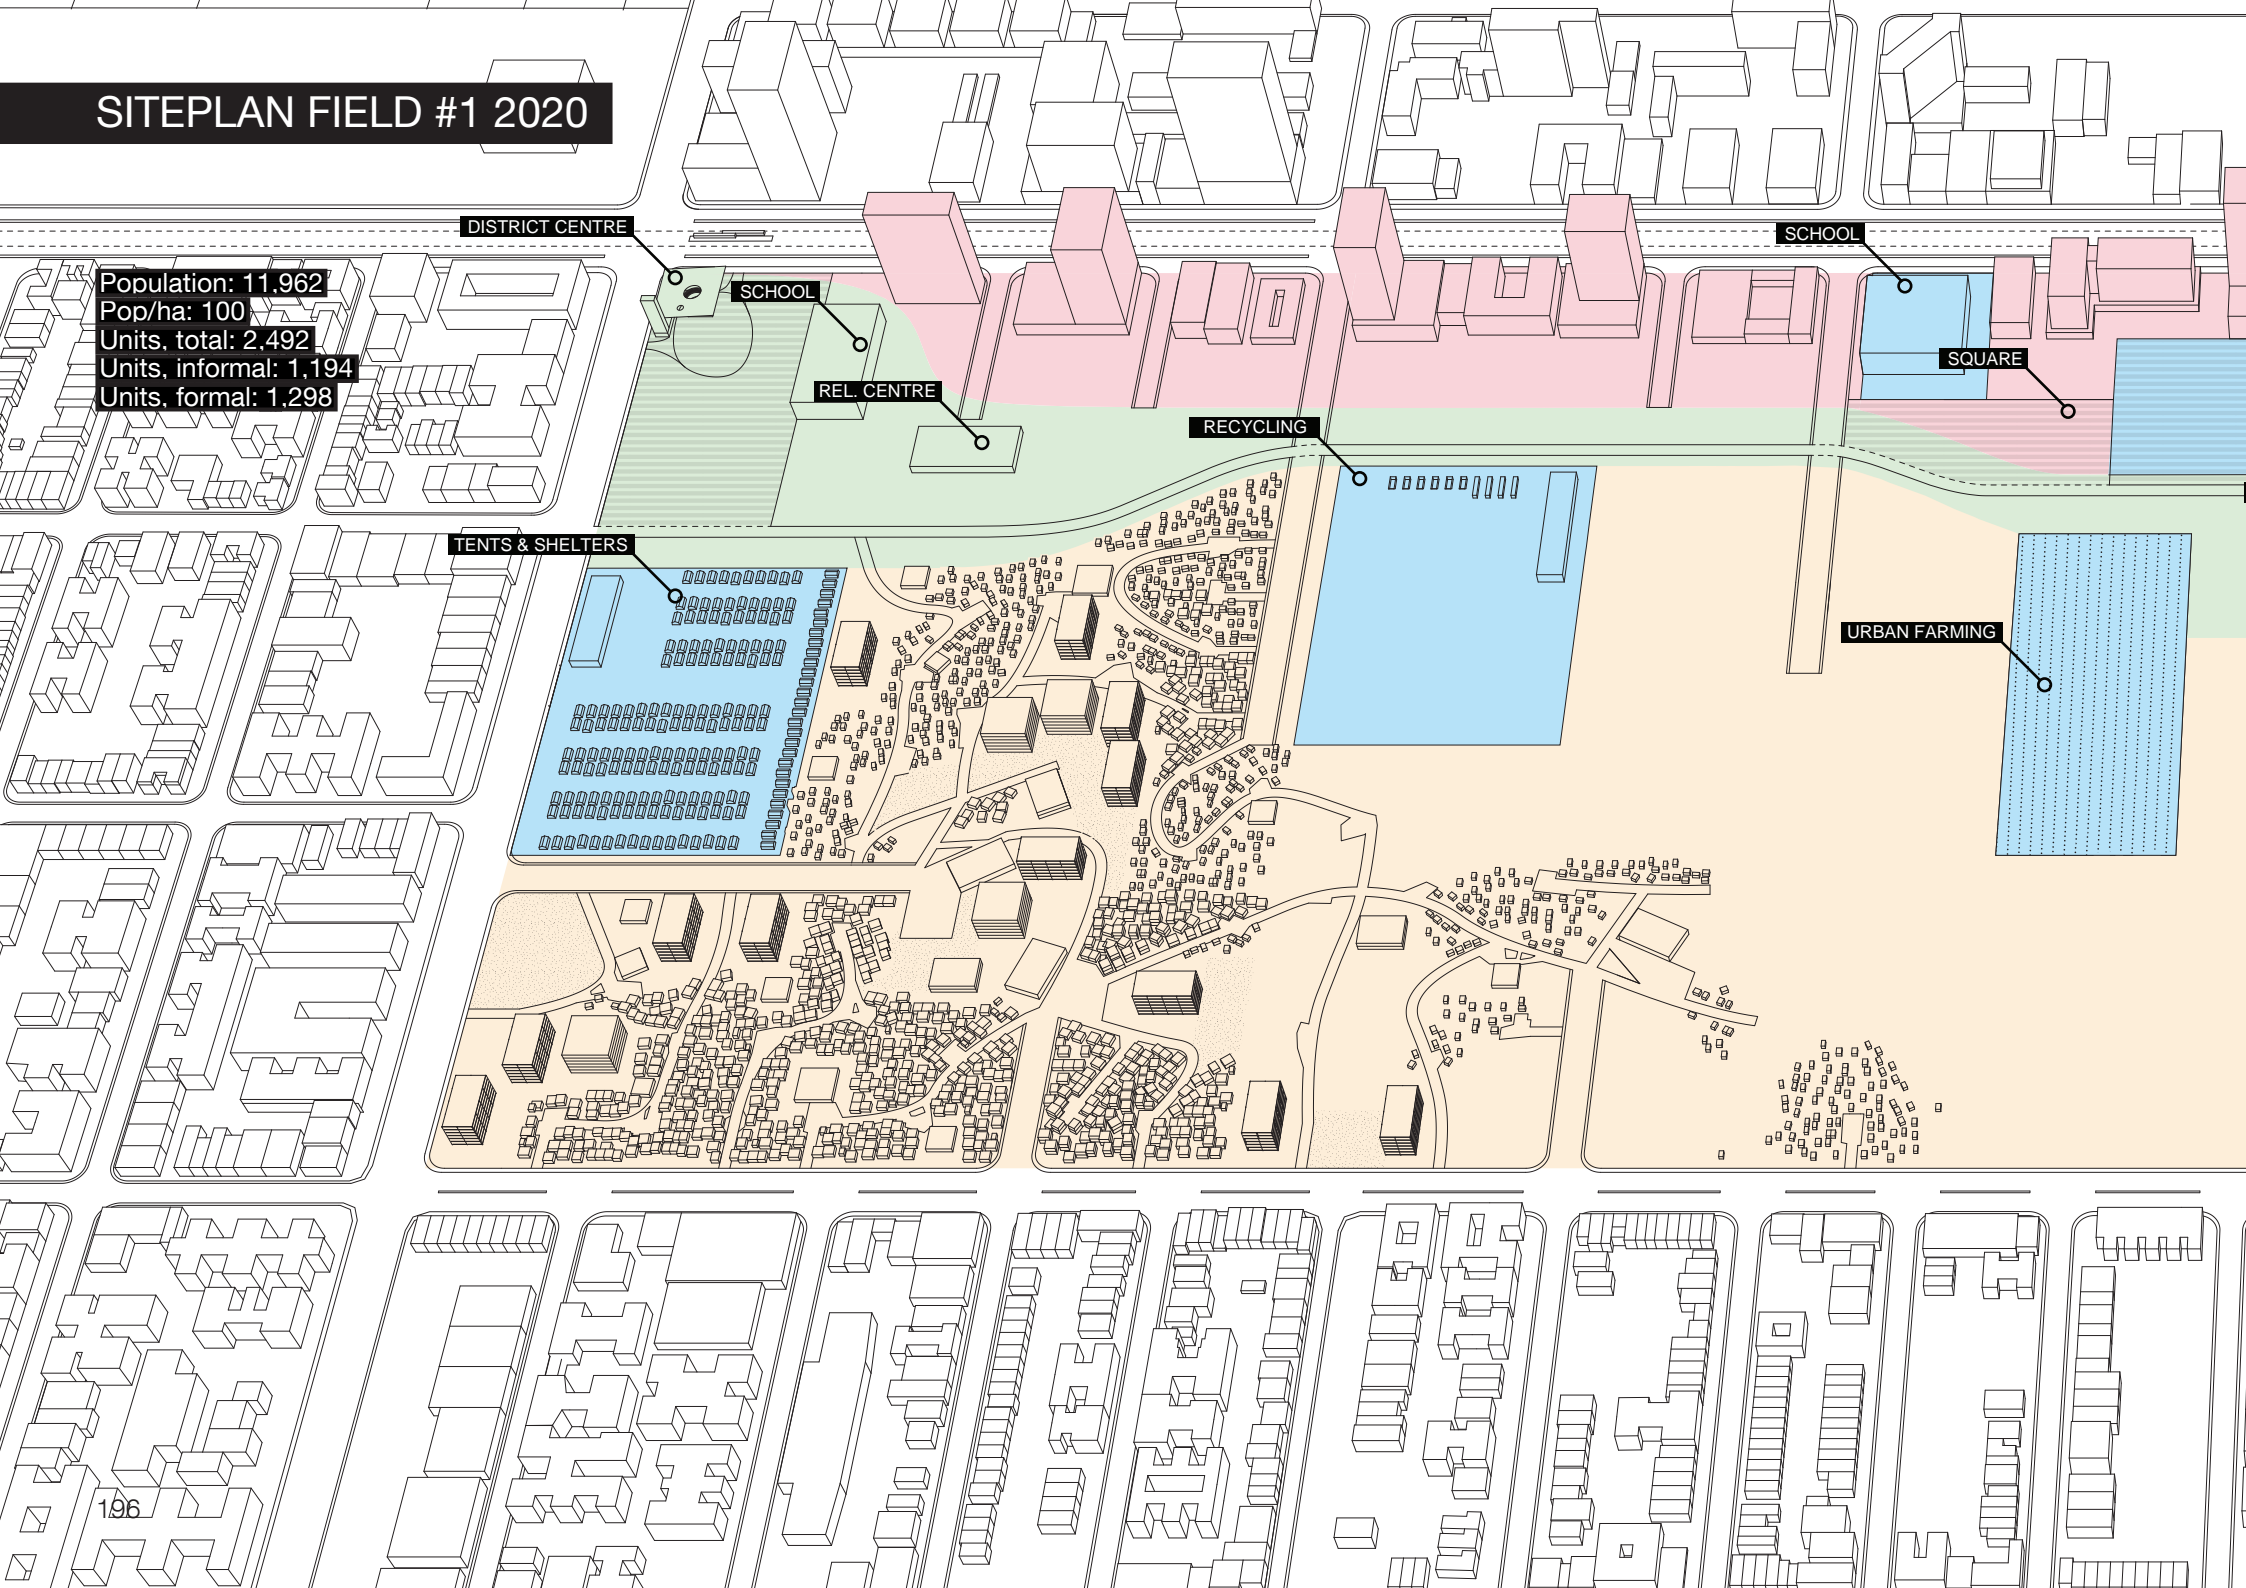 SITEPLAN FIELD #1 2020
DISTRICT CENTRE
SCHOOL
Population: 11,962
Pop/ha: 100
Units, total: 2,492
Units, informal: 1,194
Units, formal: 1,298
SCHOOL
SQUARE
REL. CENTRE
RECYCLING
TENTS & SHELTERS
URBAN FARMING
196